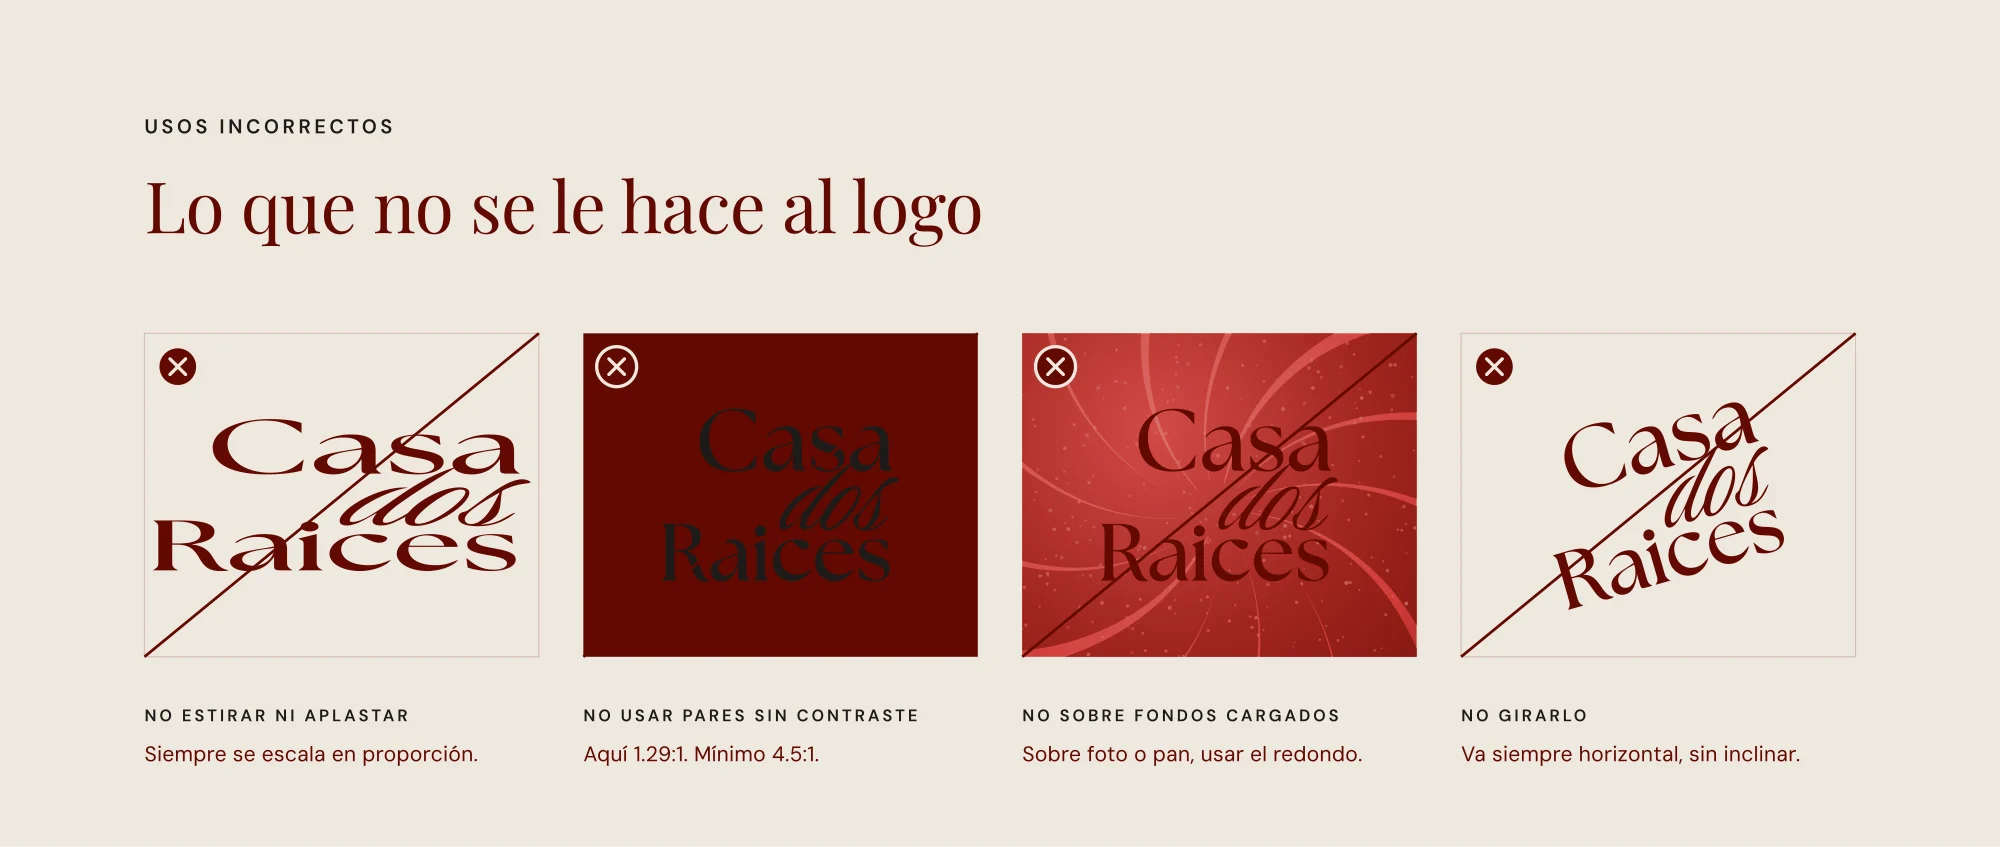 USOS INCORRECTOS
Lo que no se le hace al logo
Casa
dos
Raices
Casa
dos
Raices
Casa
dos
Raices
Casa
dos
Raices
NO ESTIRAR NI APLASTAR
Siempre se escala en proporción.
NO USAR PARES SIN CONTRASTE
Aquí 1.29:1. Mínimo 4.5:1.
NO SOBRE FONDOS CARGADOS
Sobre foto o pan, usar el redondo.
NO GIRARLO
Va siempre horizontal, sin inclinar.